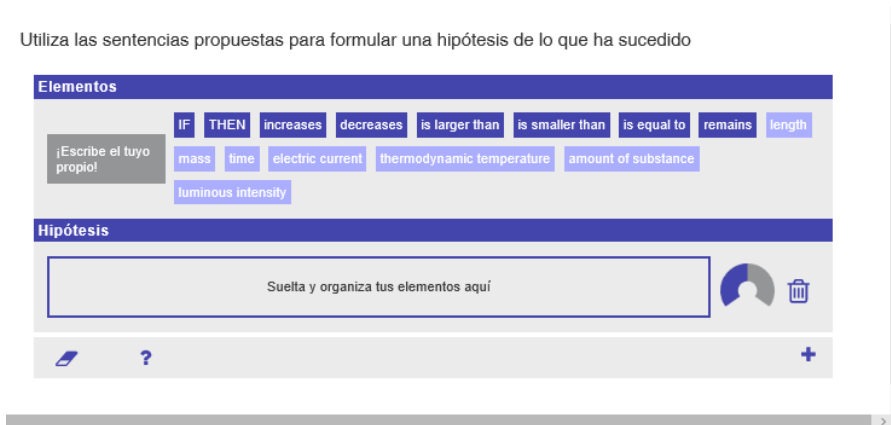 Utiliza las sentencias propuestas para formular una hipótesis de lo que ha sucedido
Elementos
¡Escribe el tuyo
propio!
IF THEN increases decreases is larger than is smaller than is equal to remains length
mass time electric current thermodynamic temperature amount of substance
luminous intensity
Hipótesis
Suelta y organiza tus elementos aquí
?